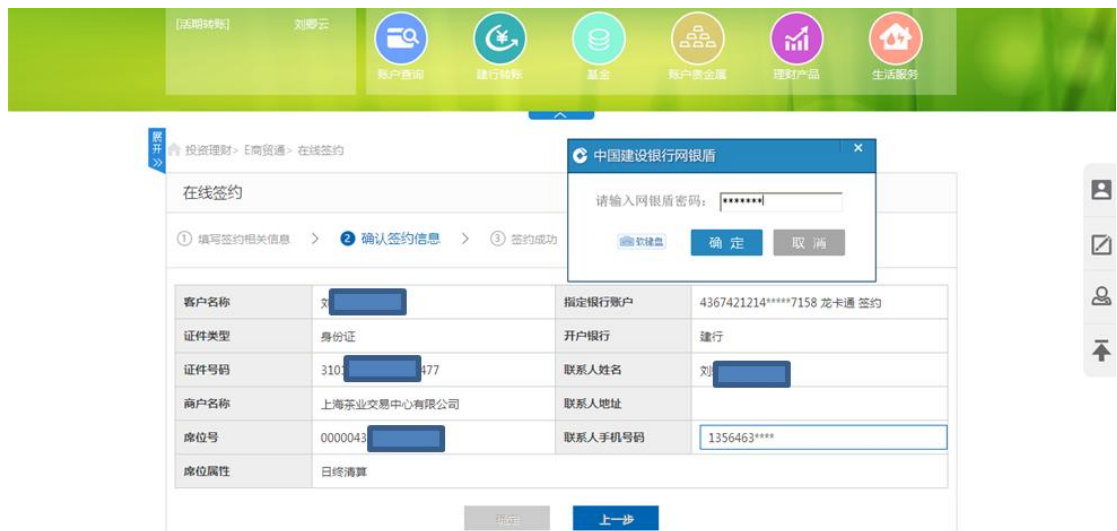 [活期转账] 刘卿云
账户查询 建行转账 基金 账户贵金属 理财产品 生活服务
展开»
投资理财> E商贸通> 在线签约
在线签约
① 填写签约相关信息 > ② 确认签约信息 > ③ 签约成功
中国建设银行网银盾 ×
请输入网银盾密码： *******
软键盘 确 定 取 消
客户名称 刘 指定银行账户 4367421214*****7158 龙卡通 签约
证件类型 身份证 开户银行 建行
证件号码 3101 477 联系人姓名 刘
商户名称 上海茶业交易中心有限公司 联系人地址
席位号 0000043 联系人手机号码 1356463****
席位属性 日终清算
确定 上一步